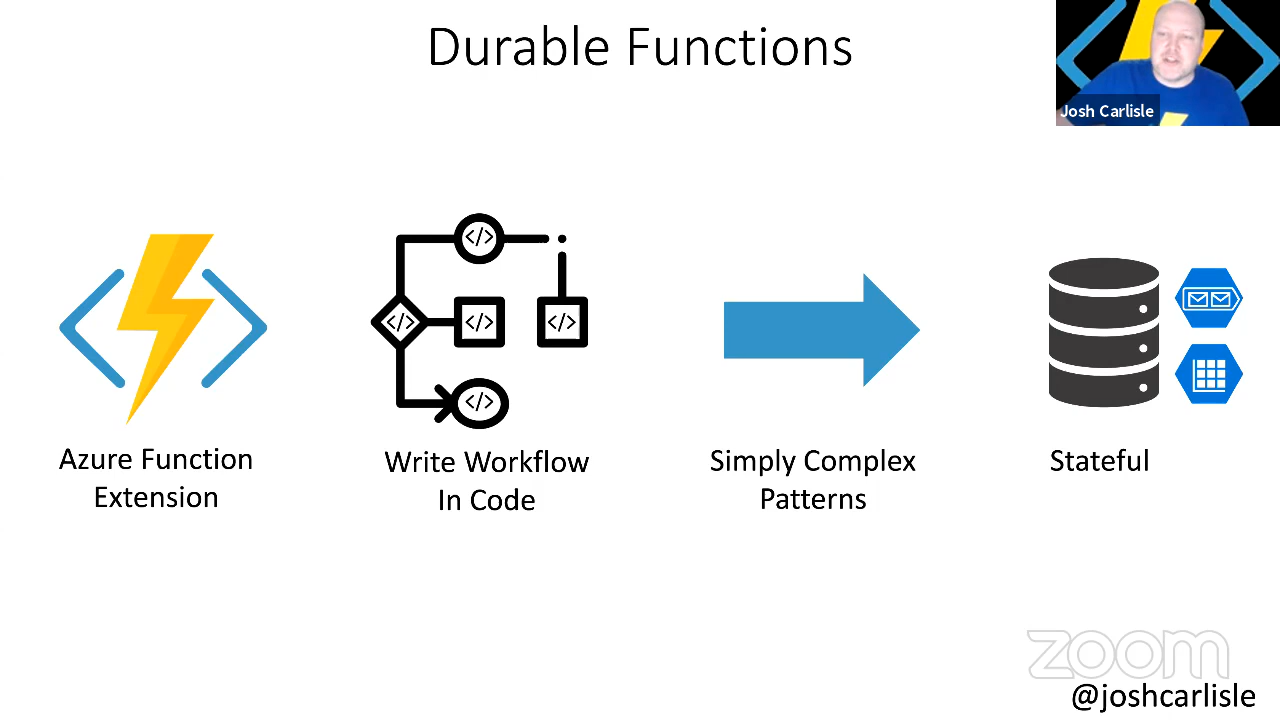 Durable Functions
Josh Carlisle
</>
</>
</>
</>
</>
Azure Function
Extension
Write Workflow
In Code
Simply Complex
Patterns
Stateful
zoom
@joshcarlisle